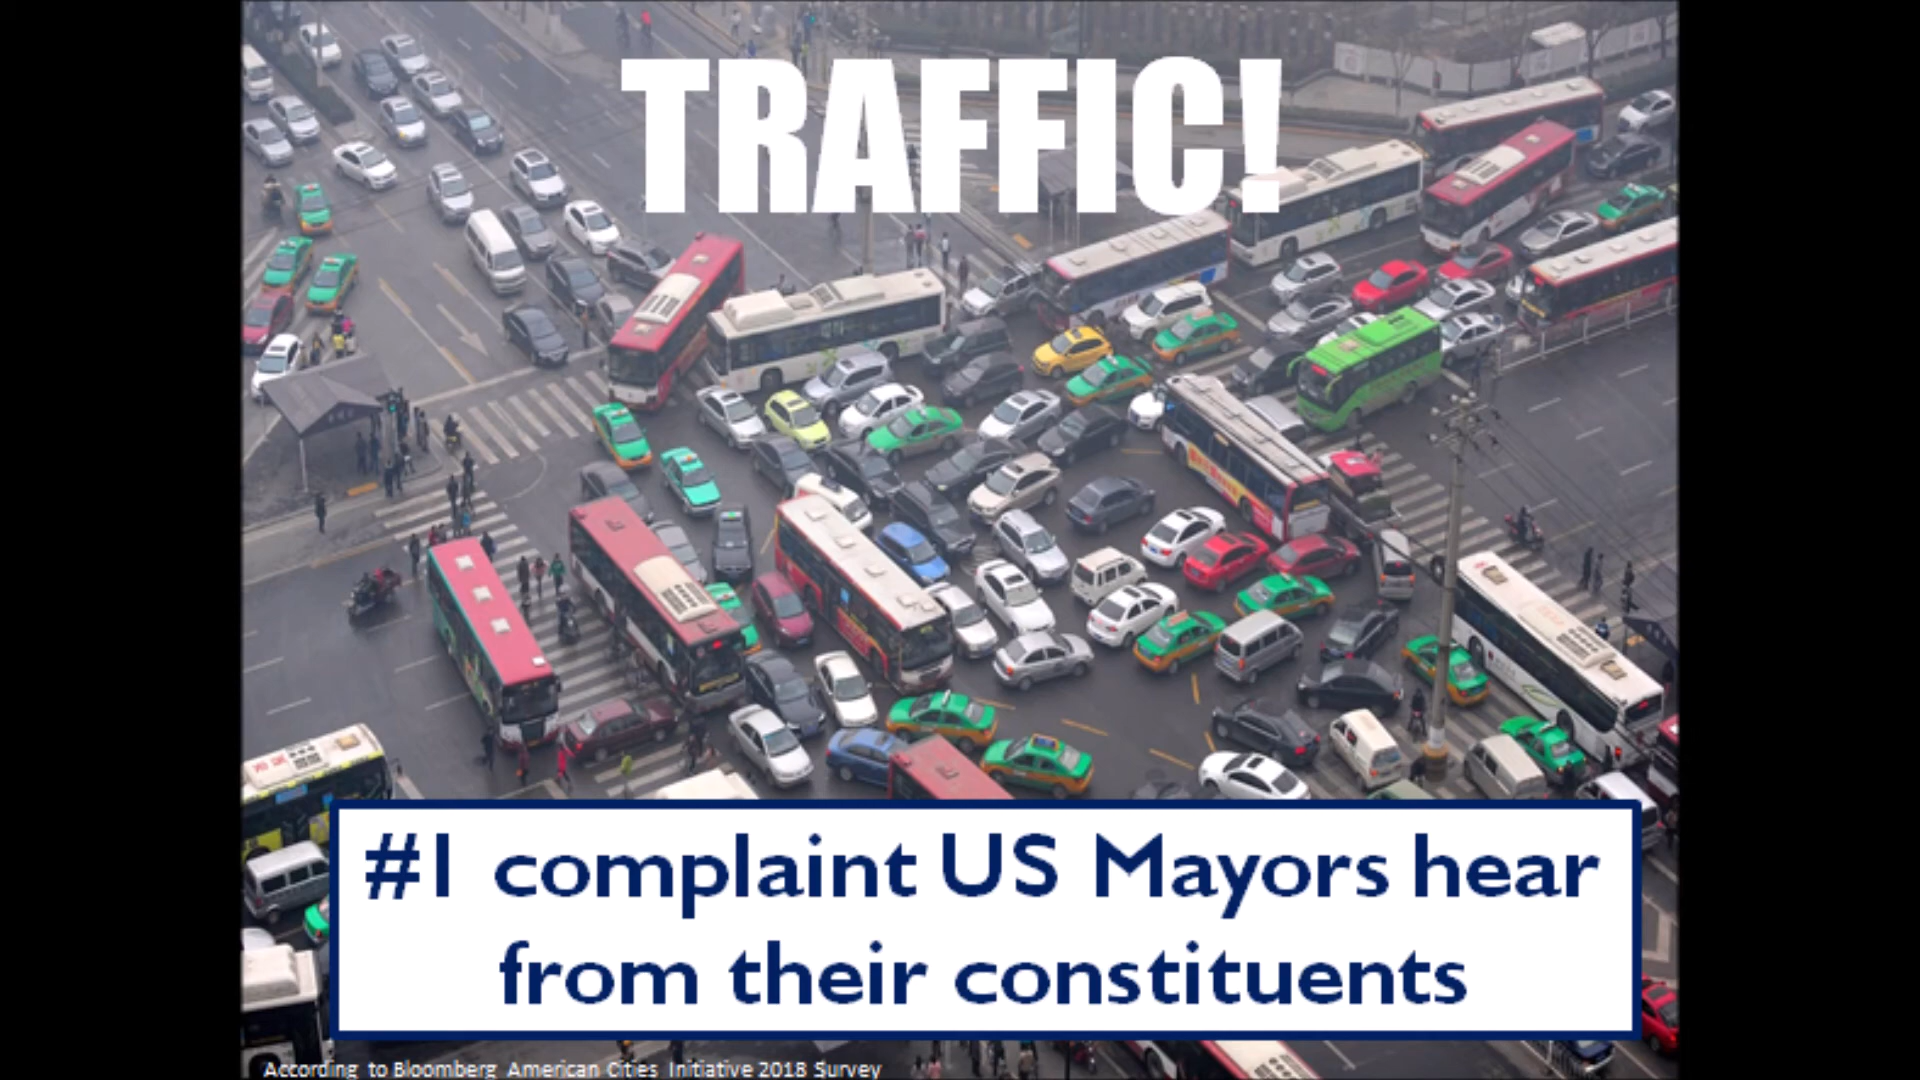 TRAFFIC!
#1 complaint US Mayors hear
from their constituents
According to Bloomberg American Cities Initiative 2018 Survey